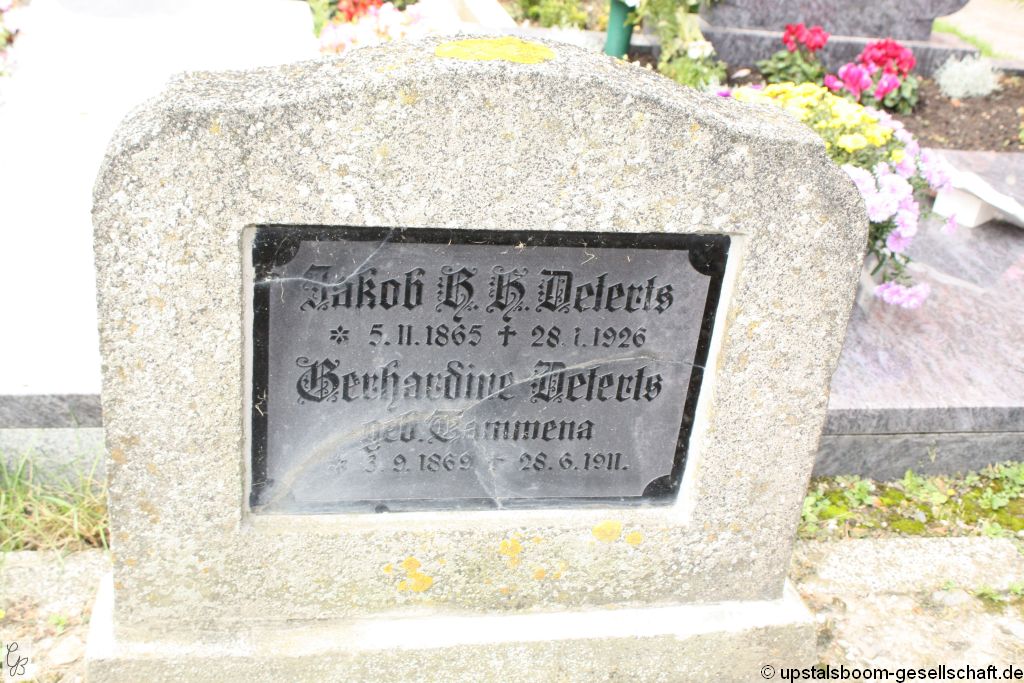 Jakob H. H. Deterts
* 5.11.1865 ✝ 28.1.1926
Gerhardine Deterts
geb. Tammena
* 3.9.1869 ✝ 28.6.1911.
GB
© upstalsboom-gesellschaft.de